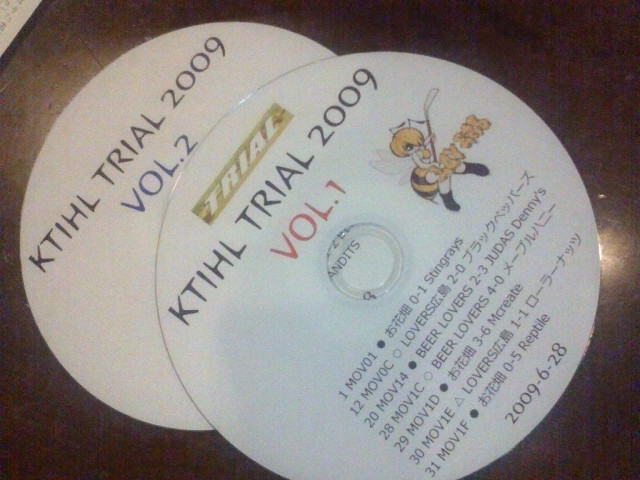 KTIHL TRIAL 2009
VOL.2
TRIAL
KTIHL TRIAL 2009
VOL.1
ANDITS
1 MOV01 ● お花畑 0-1 Stingrays
12 MOV0C ○ LOVERS広島 2-0 ブラックペッパーズ
20 MOV14 ● BEER LOVERS 2-3 JUDAS Denny's
28 MOV1C ○ BEER LOVERS 4-0 メープルハニー
29 MOV1D ● お花畑 3-6 Mcreate
30 MOV1E △ LOVERS広島 1-1 ローラーナッツ
31 MOV1F ● お花畑 0-5 Reptile
2009-6-28